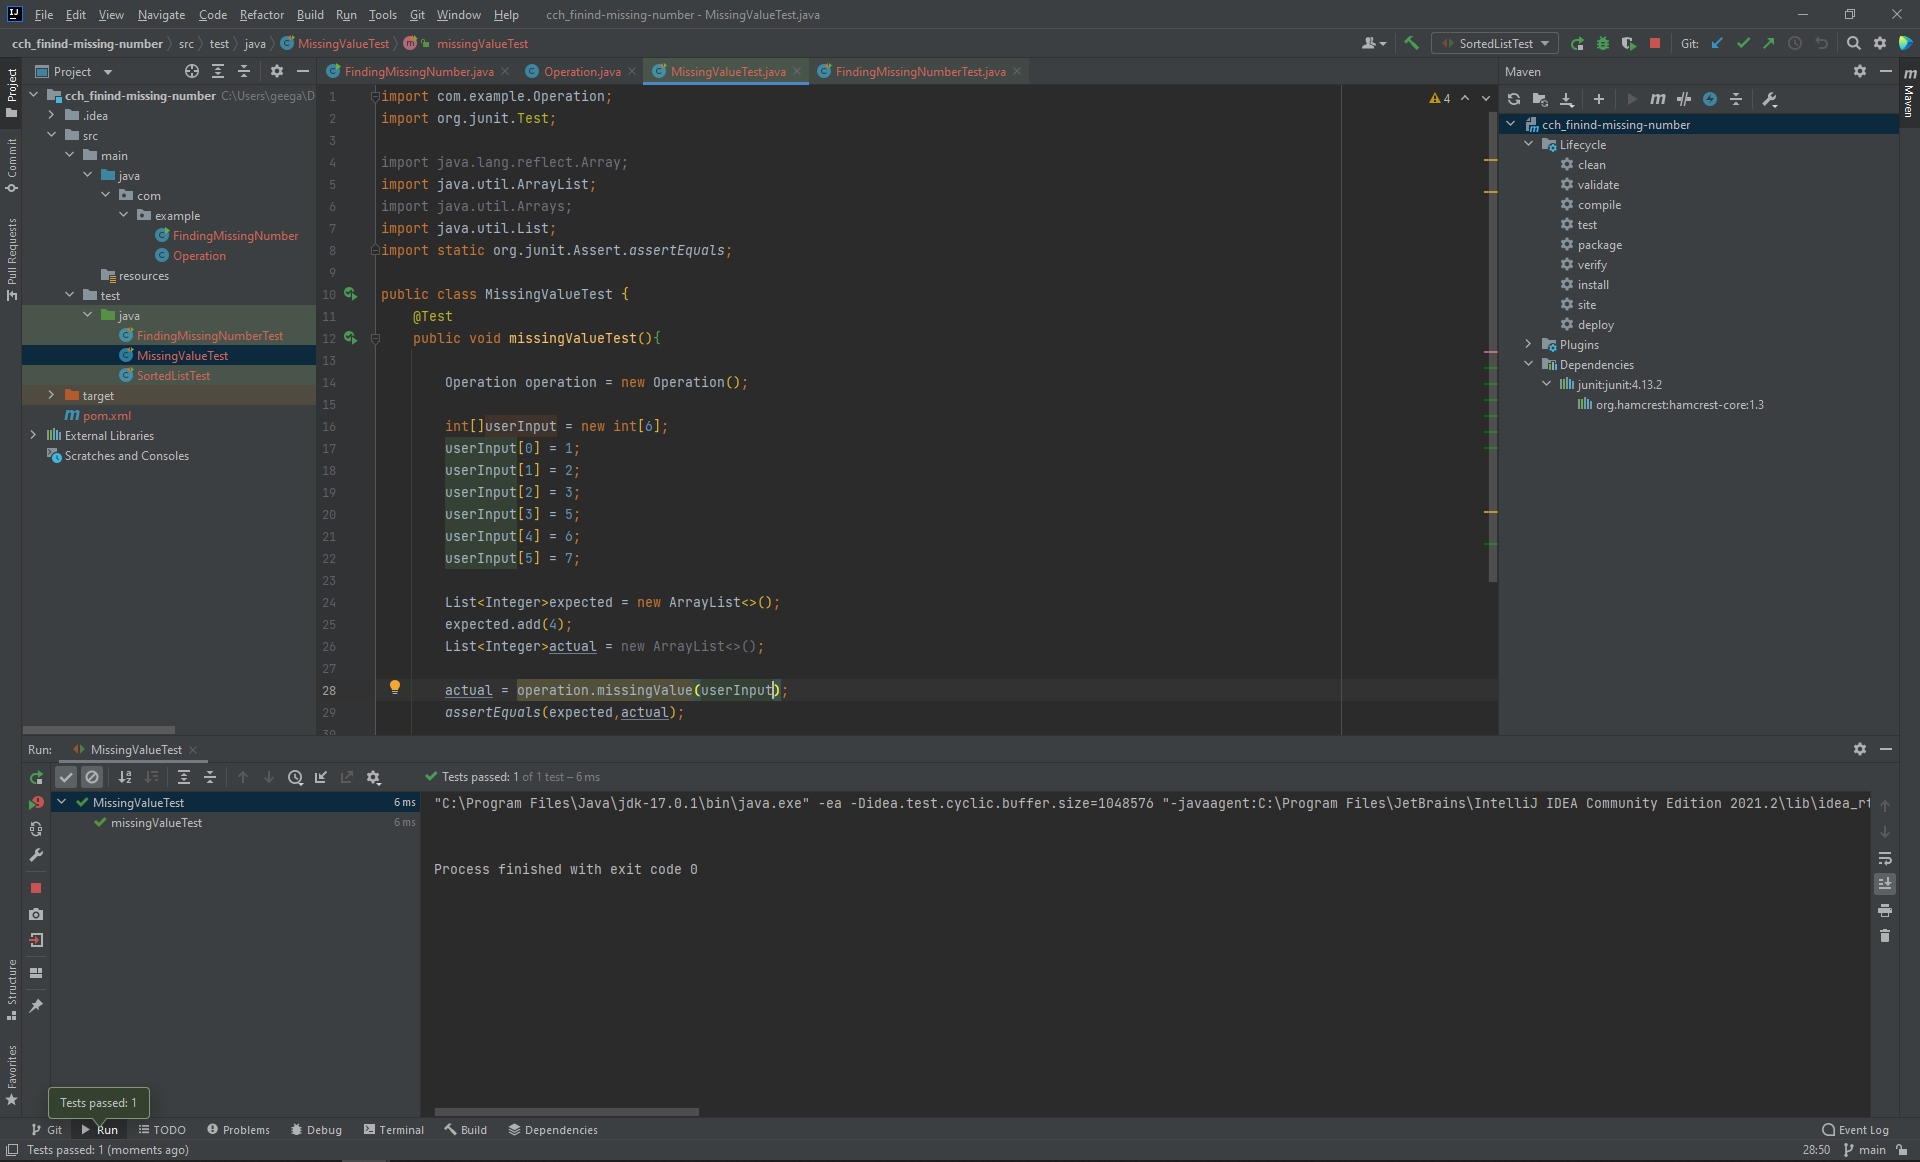 File Edit View Navigate Code Refactor Build Run Tools Git Window Help cch_finind-missing-number - MissingValueTest.java
cch_finind-missing-number src test java MissingValueTest missingValueTest
SortedListTest Git:
Project
FindingMissingNumber.java Operation.java MissingValueTest.java FindingMissingNumberTest.java
Maven
Project
Commit
Pull Requests
Structure
Favorites
Maven
cch_finind-missing-number C:\Users\geega\D
.idea
src
main
java
com
example
FindingMissingNumber
Operation
resources
test
java
FindingMissingNumberTest
MissingValueTest
SortedListTest
target
pom.xml
External Libraries
Scratches and Consoles
1 import com.example.Operation;
2 import org.junit.Test;
3
4 import java.lang.reflect.Array;
5 import java.util.ArrayList;
6 import java.util.Arrays;
7 import java.util.List;
8 import static org.junit.Assert.assertEquals;
9
10 public class MissingValueTest {
11 @Test
12 public void missingValueTest(){
13
14 Operation operation = new Operation();
15
16 int[]userInput = new int[6];
17 userInput[0] = 1;
18 userInput[1] = 2;
19 userInput[2] = 3;
20 userInput[3] = 5;
21 userInput[4] = 6;
22 userInput[5] = 7;
23
24 List<Integer>expected = new ArrayList<>();
25 expected.add(4);
26 List<Integer>actual = new ArrayList<>();
27
28 actual = operation.missingValue(userInput);
29 assertEquals(expected,actual);
30
4
cch_finind-missing-number
Lifecycle
clean
validate
compile
test
package
verify
install
site
deploy
Plugins
Dependencies
junit:junit:4.13.2
org.hamcrest:hamcrest-core:1.3
Run: MissingValueTest
Tests passed: 1 of 1 test – 6 ms
MissingValueTest 6 ms
missingValueTest 6 ms
"C:\Program Files\Java\jdk-17.0.1\bin\java.exe" -ea -Didea.test.cyclic.buffer.size=1048576 "-javaagent:C:\Program Files\JetBrains\IntelliJ IDEA Community Edition 2021.2\lib\idea_rt
Process finished with exit code 0
Tests passed: 1
Git Run TODO Problems Debug Terminal Build Dependencies Event Log
Tests passed: 1 (moments ago) 28:50 main